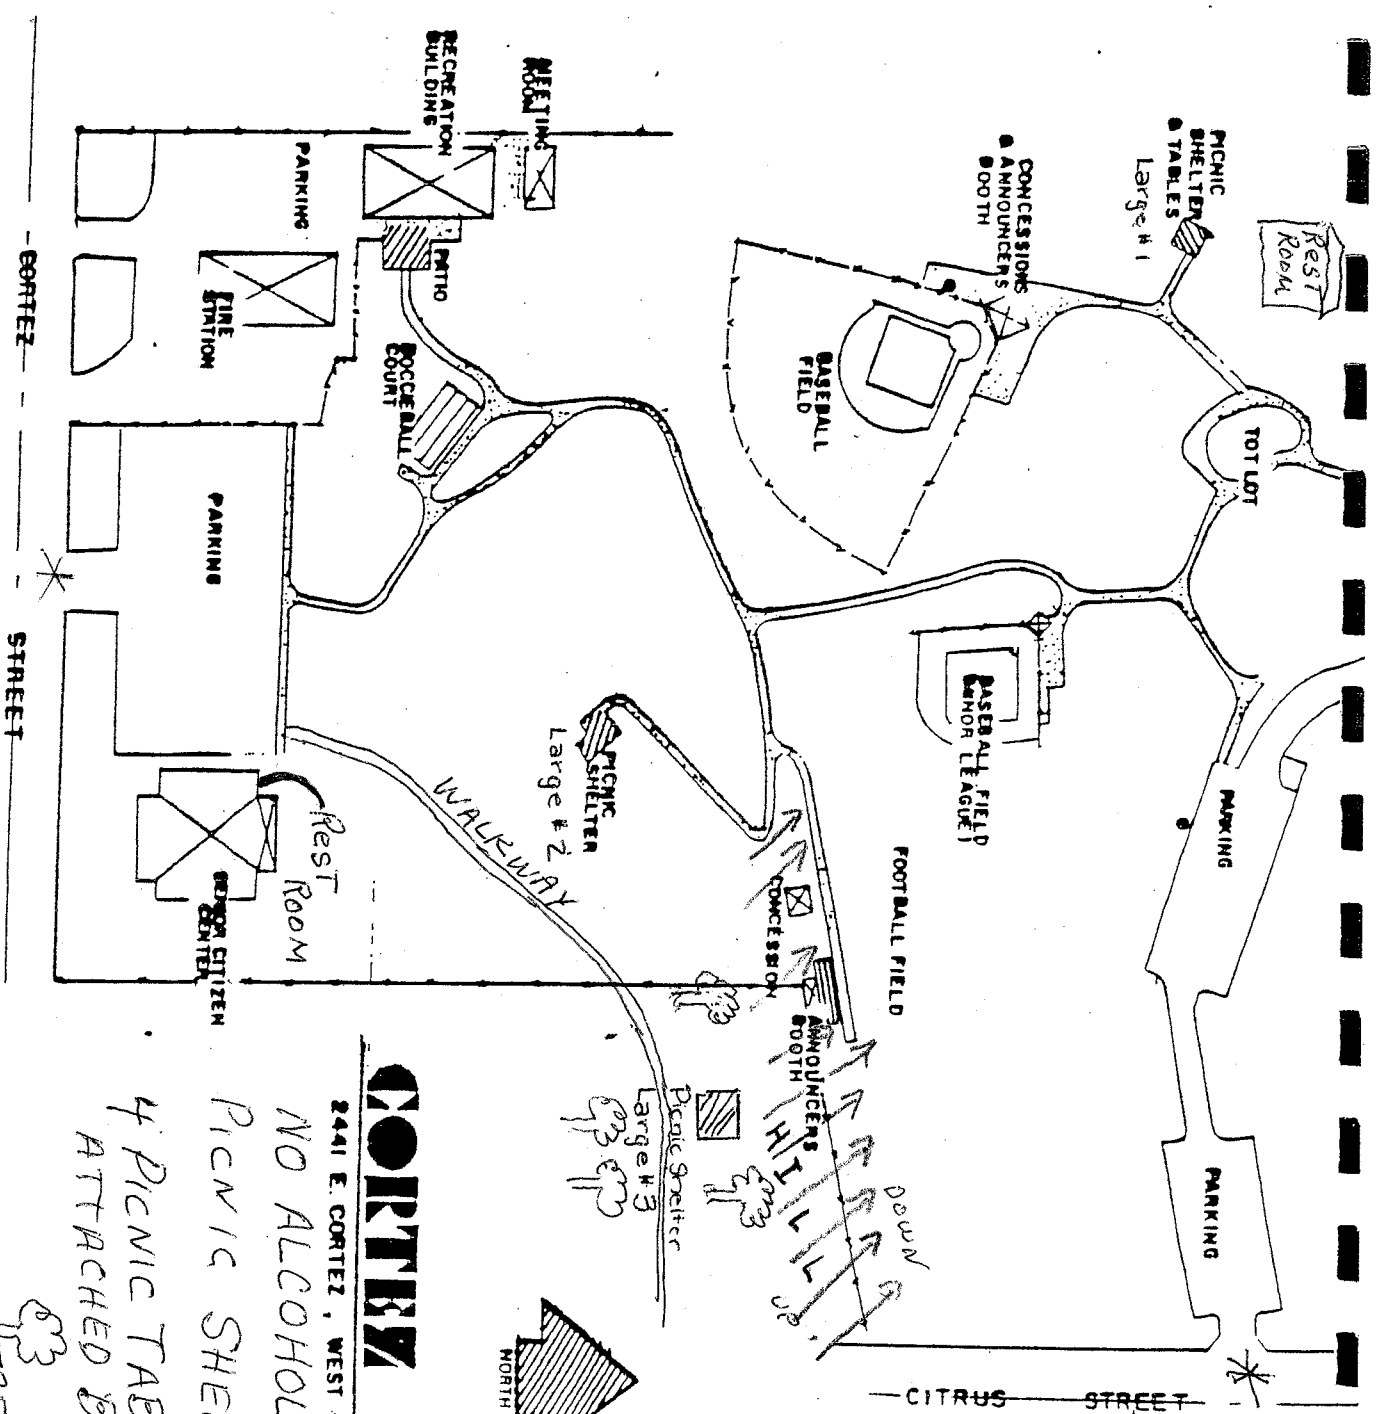 PICNIC
SHELTER
& TABLES
Large #1
REST
ROOM
CONCESSIONS
& ANNOUNCERS
BOOTH
TOT LOT
BASEBALL
FIELD
MEETING
ROOM
RECREATION
BUILDING
PARKING
PATIO
FIRE
STATION
BOCCIEBALL
COURT
PARKING
CORTEZ
STREET
BASEBALL FIELD
LEAGUE)
PARKING
PICNIC
SHELTER
Large #2
WALKWAY
FOOTBALL FIELD
CONCESSION
ANNOUNCERS
BOOTH
REST
ROOM
SENIOR CITIZEN
CENTER
Picnic Shelter
Large #3
HILL
DOWN
UP
PARKING
CITRUS STREET
NORTH
CORTEZ
2441 E. CORTEZ, WEST
NO ALCOHOL
PICNIC SHE
4 PICNIC TAB
ATTACHED